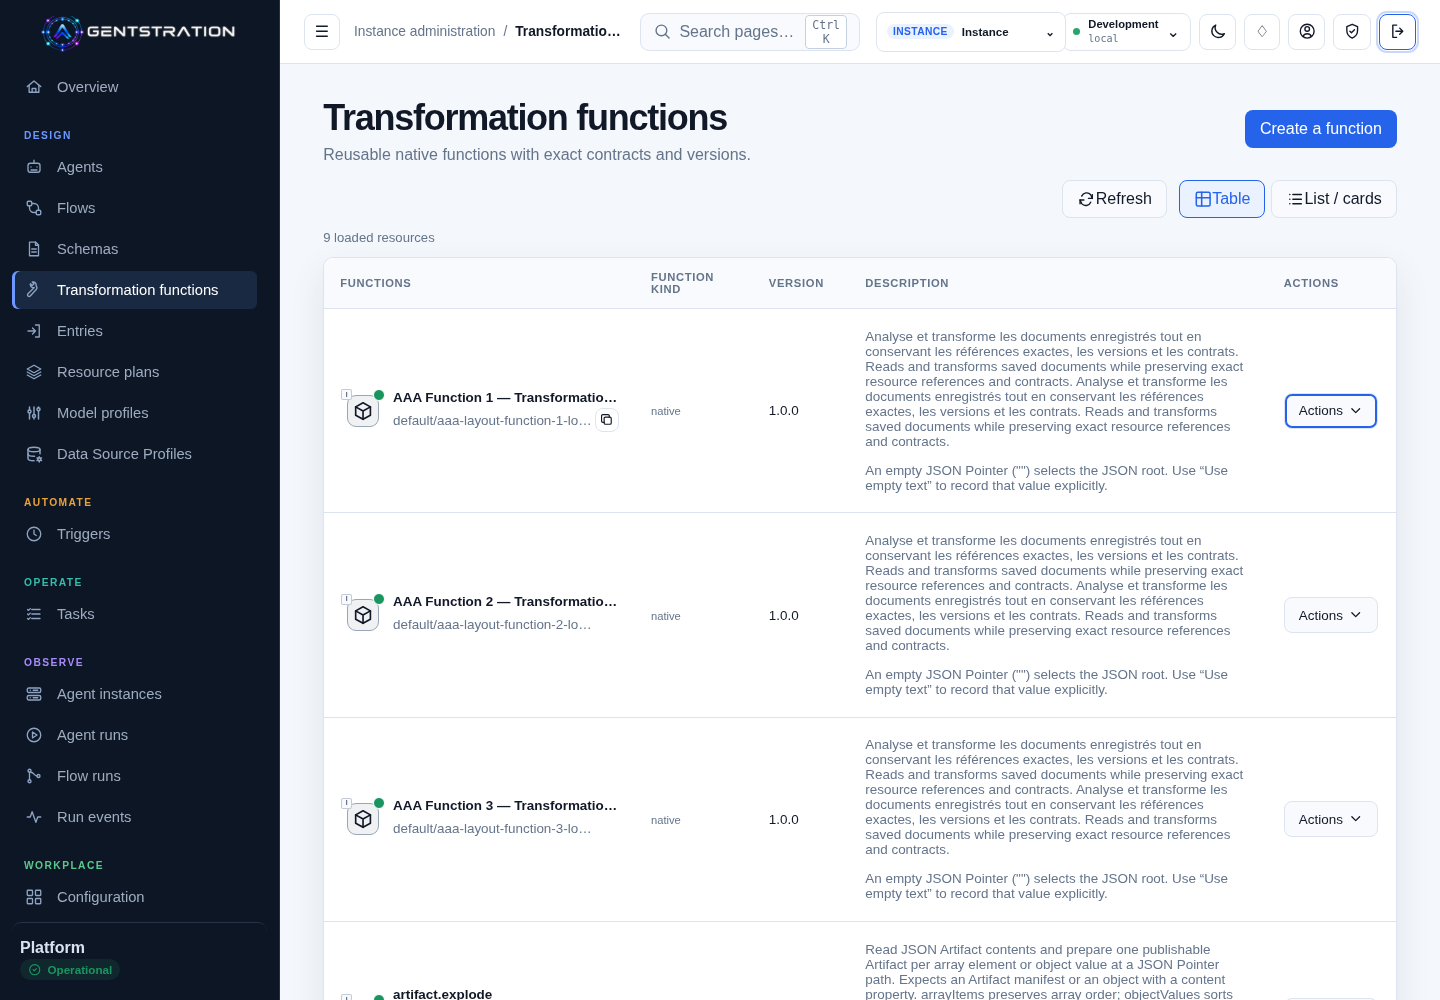 GENTSTRATION
☰
Instance administration / Transformatio…
Search pages…
Ctrl K
INSTANCE Instance
Development
local
Overview
DESIGN
Agents
Flows
Schemas
Transformation functions
Entries
Resource plans
Model profiles
Data Source Profiles
AUTOMATE
Triggers
OPERATE
Tasks
OBSERVE
Agent instances
Agent runs
Flow runs
Run events
WORKPLACE
Configuration
Platform
Operational
Transformation functions
Reusable native functions with exact contracts and versions.
Create a function
Refresh
Table
List / cards
9 loaded resources
FUNCTIONS
FUNCTION
KIND
VERSION
DESCRIPTION
ACTIONS
I
AAA Function 1 — Transformatio…
default/aaa-layout-function-1-lo…
native
1.0.0
Analyse et transforme les documents enregistrés tout en
conservant les références exactes, les versions et les contrats.
Reads and transforms saved documents while preserving exact
resource references and contracts. Analyse et transforme les
documents enregistrés tout en conservant les références
exactes, les versions et les contrats. Reads and transforms
saved documents while preserving exact resource references
and contracts.
An empty JSON Pointer ("") selects the JSON root. Use “Use
empty text” to record that value explicitly.
Actions
I
AAA Function 2 — Transformatio…
default/aaa-layout-function-2-lo…
native
1.0.0
Analyse et transforme les documents enregistrés tout en
conservant les références exactes, les versions et les contrats.
Reads and transforms saved documents while preserving exact
resource references and contracts. Analyse et transforme les
documents enregistrés tout en conservant les références
exactes, les versions et les contrats. Reads and transforms
saved documents while preserving exact resource references
and contracts.
An empty JSON Pointer ("") selects the JSON root. Use “Use
empty text” to record that value explicitly.
Actions
I
AAA Function 3 — Transformatio…
default/aaa-layout-function-3-lo…
native
1.0.0
Analyse et transforme les documents enregistrés tout en
conservant les références exactes, les versions et les contrats.
Reads and transforms saved documents while preserving exact
resource references and contracts. Analyse et transforme les
documents enregistrés tout en conservant les références
exactes, les versions et les contrats. Reads and transforms
saved documents while preserving exact resource references
and contracts.
An empty JSON Pointer ("") selects the JSON root. Use “Use
empty text” to record that value explicitly.
Actions
I
artifact.explode
Read JSON Artifact contents and prepare one publishable
Artifact per array element or object value at a JSON Pointer
path. Expects an Artifact manifest or an object with a content
property. arrayItems preserves array order; objectValues sorts